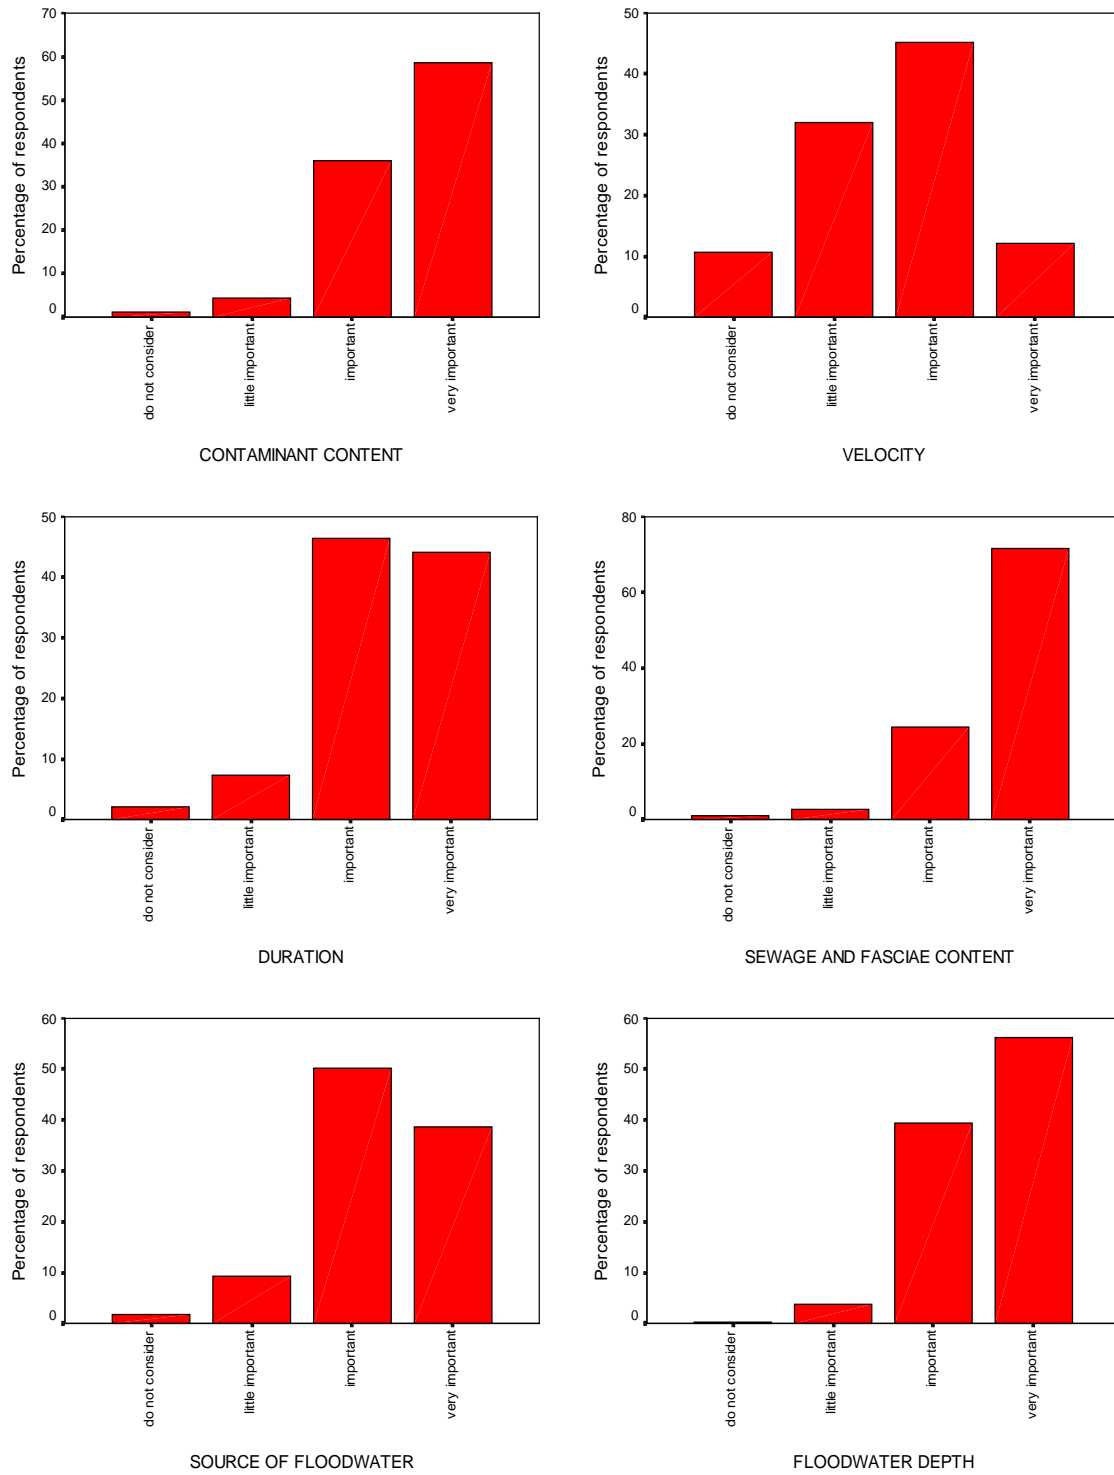 Percentage of respondents
70
60
50
40
30
20
10
0
do not consider
little important
important
very important
CONTAMINANT CONTENT
Percentage of respondents
50
40
30
20
10
0
do not consider
little important
important
very important
VELOCITY
Percentage of respondents
50
40
30
20
10
0
do not consider
little important
important
very important
DURATION
Percentage of respondents
80
60
40
20
0
do not consider
little important
important
very important
SEWAGE AND FASCIAE CONTENT
Percentage of respondents
60
50
40
30
20
10
0
do not consider
little important
important
very important
SOURCE OF FLOODWATER
Percentage of respondents
60
50
40
30
20
10
0
do not consider
little important
important
very important
FLOODWATER DEPTH